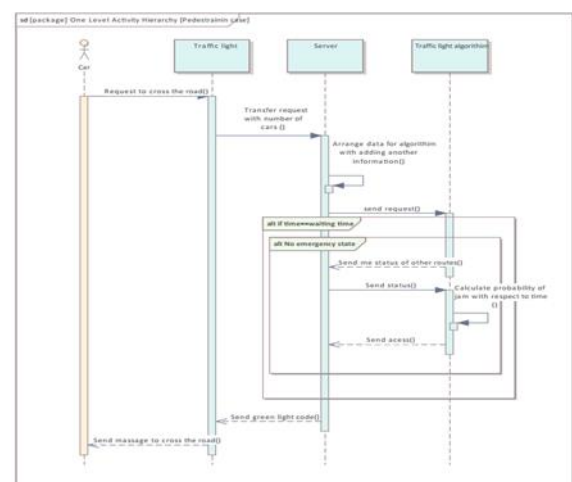 sd [package] One Level Activity Hierarchy [Pedestrainin case]
Traffic light
Server
Traffic light algorithm
Car
Request to cross the road()
Transfer request
with number of
cars ()
Arrange data for algorithm
with adding another
information()
send request()
alt if time==waiting time
alt No emergency state
Send me status of other routes()
Send status()
Calculate probability of
jam with respect to time
()
Send acess()
Send green light code()
Send massage to cross the road()